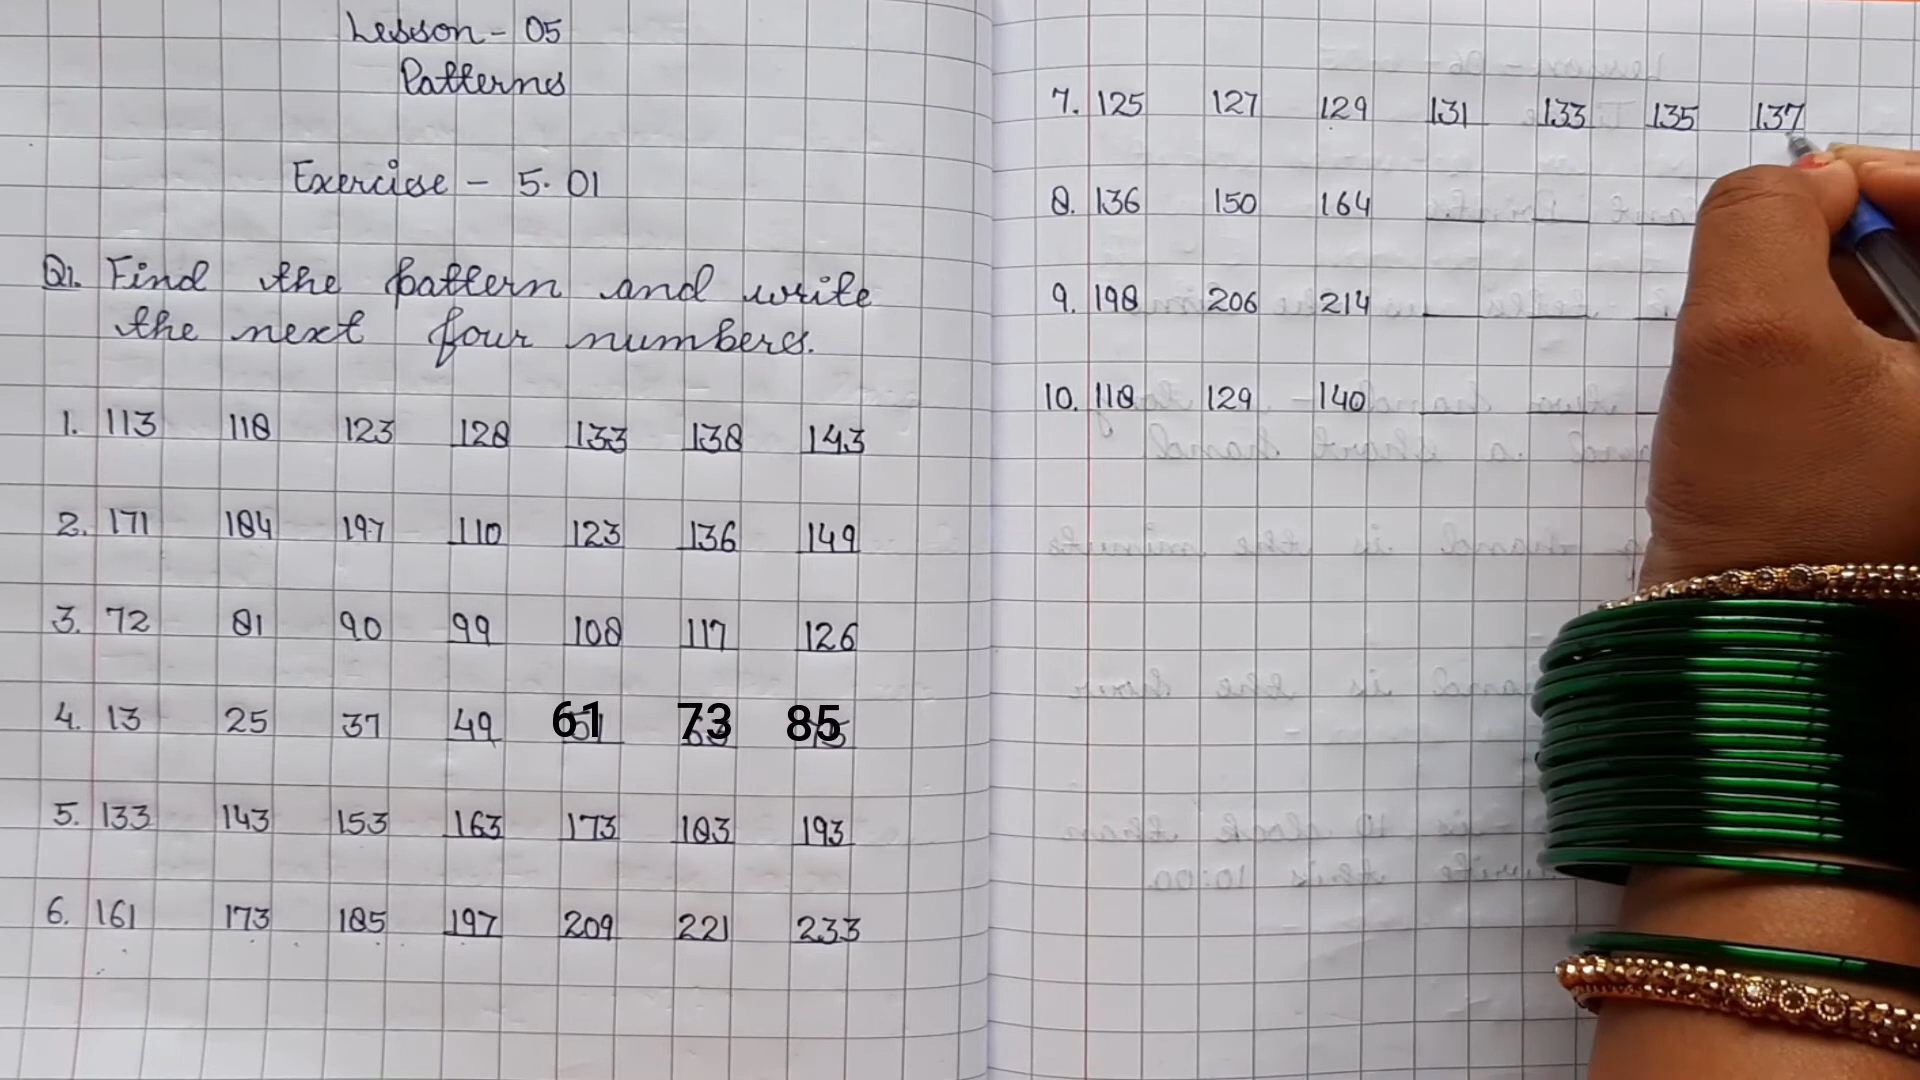 Lesson - 05
Patterns
Exercise - 5.01
Q1. Find the pattern and write
the next four numbers.
1. 113 118 123 128 133 138 143
2. 171 184 197 110 123 136 149
3. 72 81 90 99 108 117 126
4. 13 25 37 49 61 73 85
5. 133 143 153 163 173 183 193
6. 161 173 185 197 209 221 233
7. 125 127 129 131 133 135 137
8. 136 150 164
9. 198 206 214
10. 118 129 140